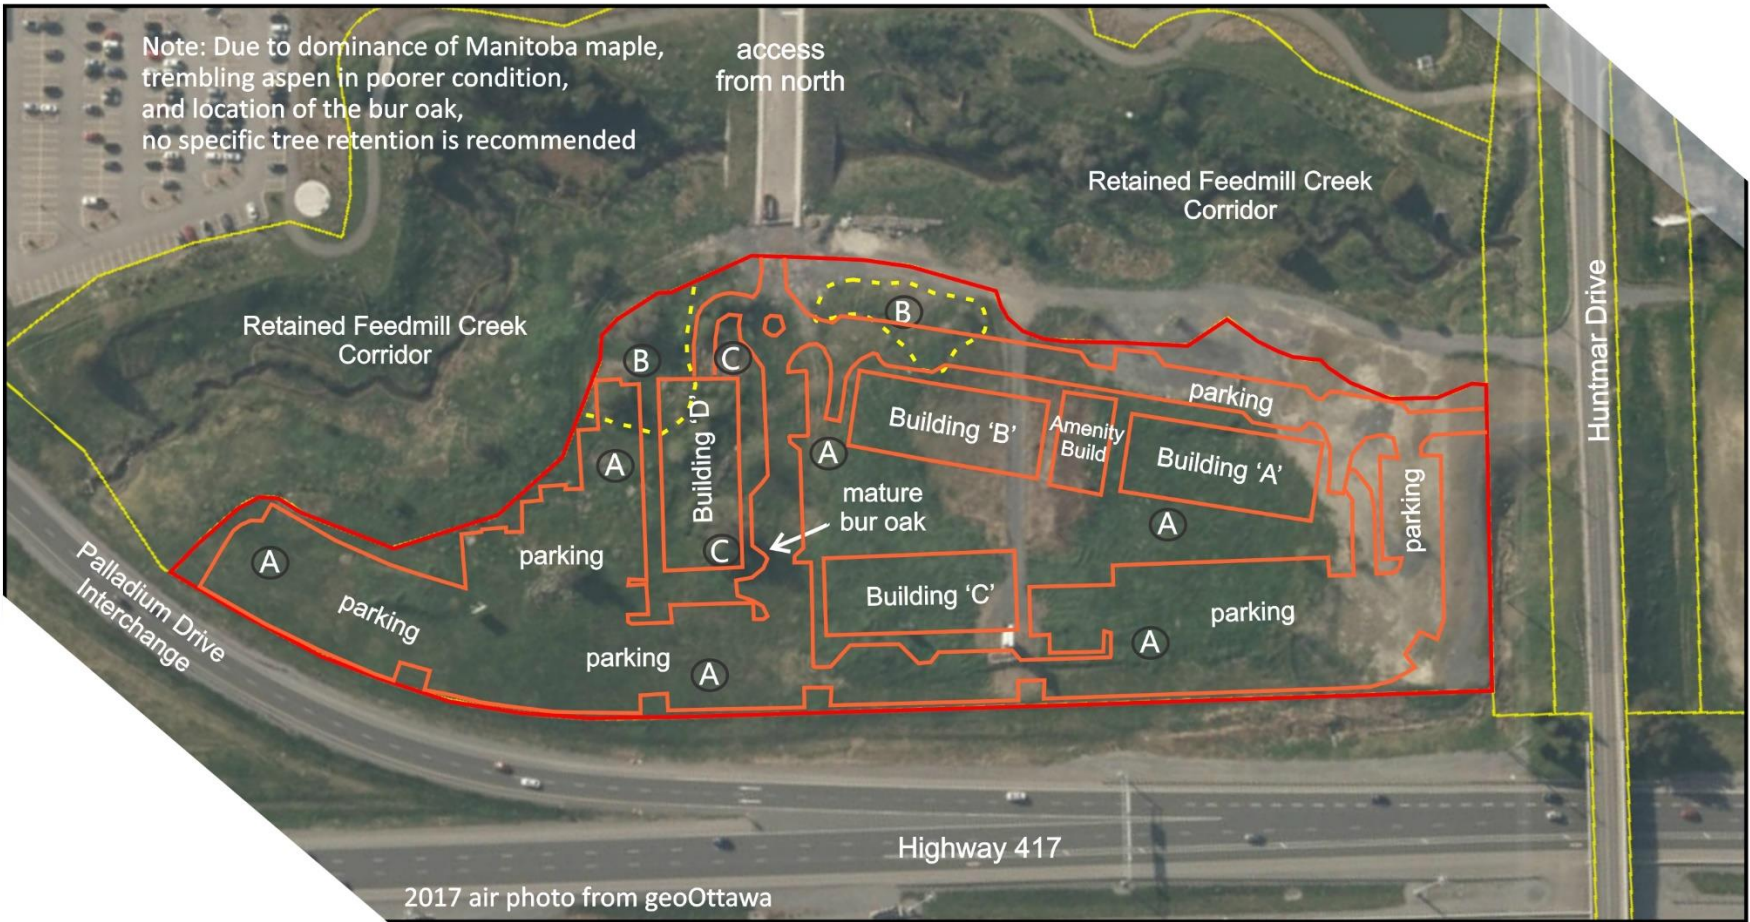 Note: Due to dominance of Manitoba maple,
trembling aspen in poorer condition,
and location of the bur oak,
no specific tree retention is recommended
access
from north
Retained Feedmill Creek
Corridor
Retained Feedmill Creek
Corridor
Huntmar Drive
B
B
C
parking
Building ‘D’
Building ‘B’
Amenity
Build
Building ‘A’
A
A
parking
mature
bur oak
A
C
parking
A
Building ‘C’
parking
parking
A
parking
A
Palladium Drive
Interchange
Highway 417
2017 air photo from geoOttawa